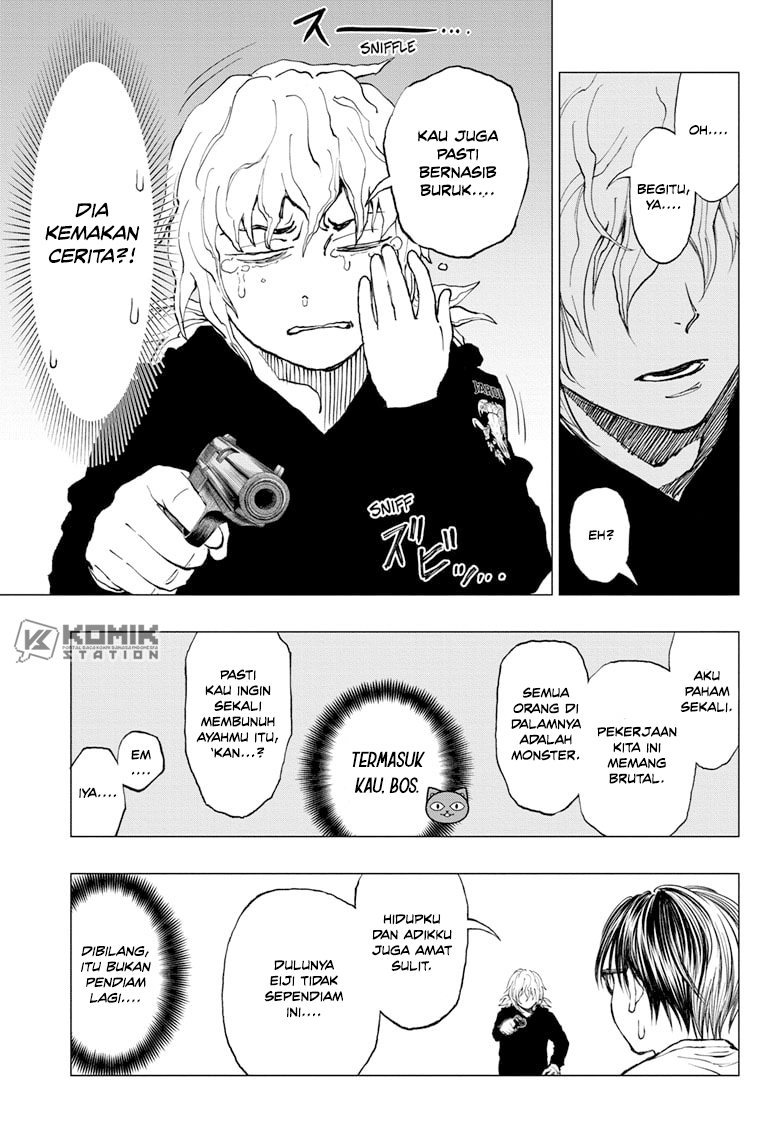 OH....
BEGITU,
YA....
EH?
スー....
SNIFFLE
KAU JUGA
PASTI
BERNASIB
BURUK....
DIA
KEMAKAN
CERITA?!
SNIFF
ズビッ...
AKU
PAHAM
SEKALI.
PEKERJAAN
KITA INI
MEMANG
BRUTAL.
SEMUA
ORANG DI
DALAMNYA
ADALAH
MONSTER.
TERMASUK
KAU, BOS.
PASTI
KAU INGIN
SEKALI
MEMBUNUH
AYAHMU ITU,
'KAN...?
EM
....
IYA....
KOMIK
STATION
HIDUPKU
DAN ADIKKU
JUGA AMAT
SULIT.
DULUNYA
EIJI TIDAK
SEPENDIAM
INI....
DIBILANG,
ITU BUKAN
PENDIAM
LAGI....